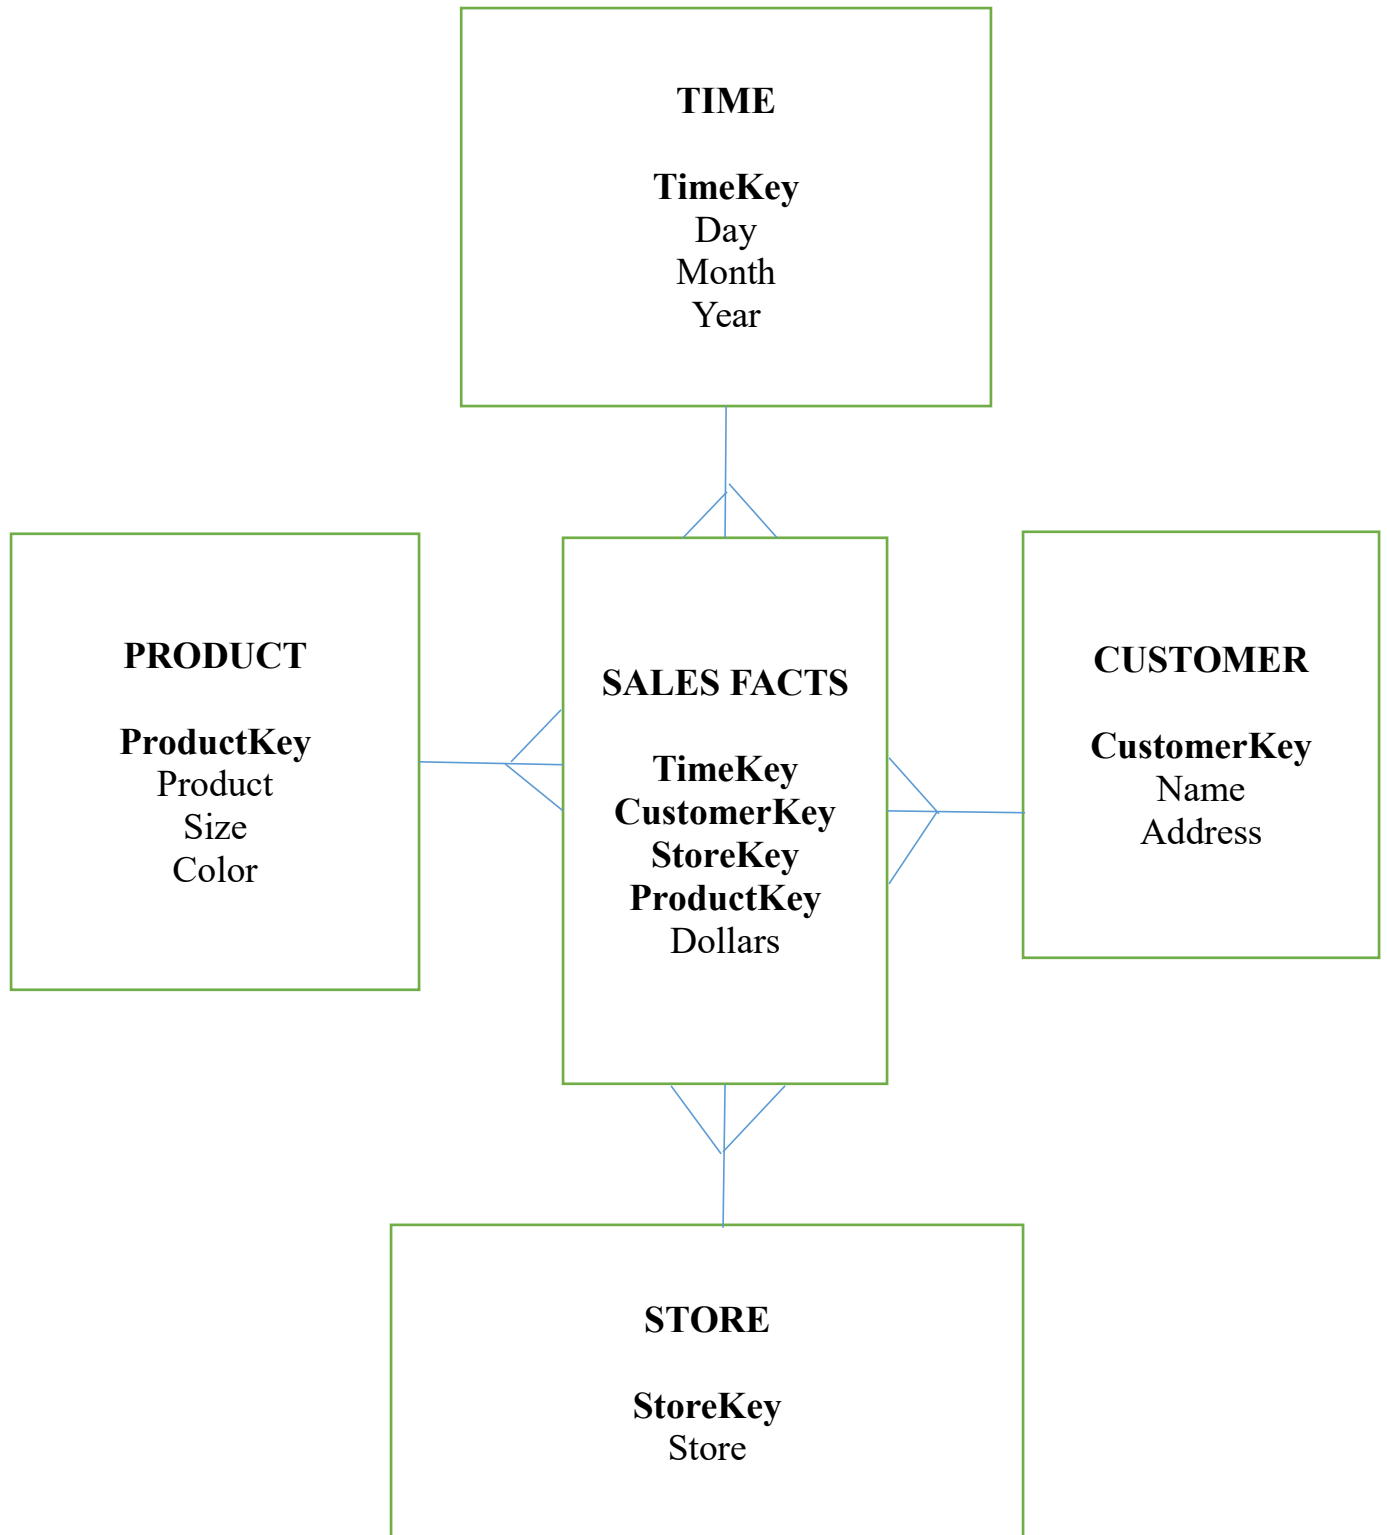 TIME
TimeKey
Day
Month
Year
PRODUCT
ProductKey
Product
Size
Color
SALES FACTS
TimeKey
CustomerKey
StoreKey
ProductKey
Dollars
CUSTOMER
CustomerKey
Name
Address
STORE
StoreKey
Store